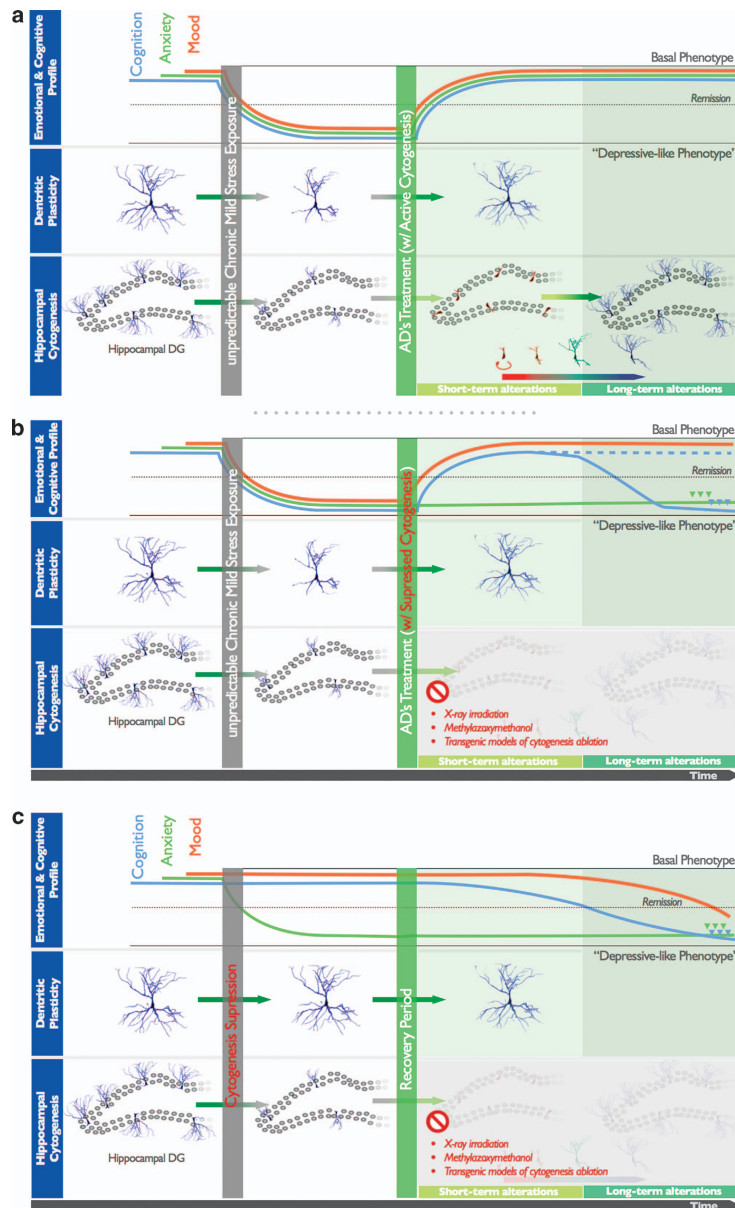 a
Cognition
Anxiety
Mood
Emotional & Cognitive
Profile
Basal Phenotype
Remission
"Depressive-like Phenotype"
Dentritic
Plasticity
unpredictable Chronic Mild Stress Exposure
AD's Treatment (w/ Active Cytogenesis)
Hippocampal
Cytogenesis
Hippocampal DG
Short-term alterations
Long-term alterations
b
Emotional &
Cognitive Profile
Basal Phenotype
Remission
"Depressive-like Phenotype"
Dentritic
Plasticity
unpredictable Chronic Mild Stress Exposure
AD's Treatment (w/ Supressed Cytogenesis)
Hippocampal
Cytogenesis
Hippocampal DG
• X-ray irradiation
• Methylazoxymethanol
• Transgenic models of cytogenesis ablation
Short-term alterations
Long-term alterations
Time
c
Cognition
Anxiety
Mood
Emotional & Cognitive
Profile
Basal Phenotype
Remission
"Depressive-like Phenotype"
Dentritic
Plasticity
Cytogenesis Supression
Recovery Period
Hippocampal
Cytogenesis
Hippocampal DG
• X-ray irradiation
• Methylazoxymethanol
• Transgenic models of cytogenesis ablation
Short-term alterations
Long-term alterations
Time